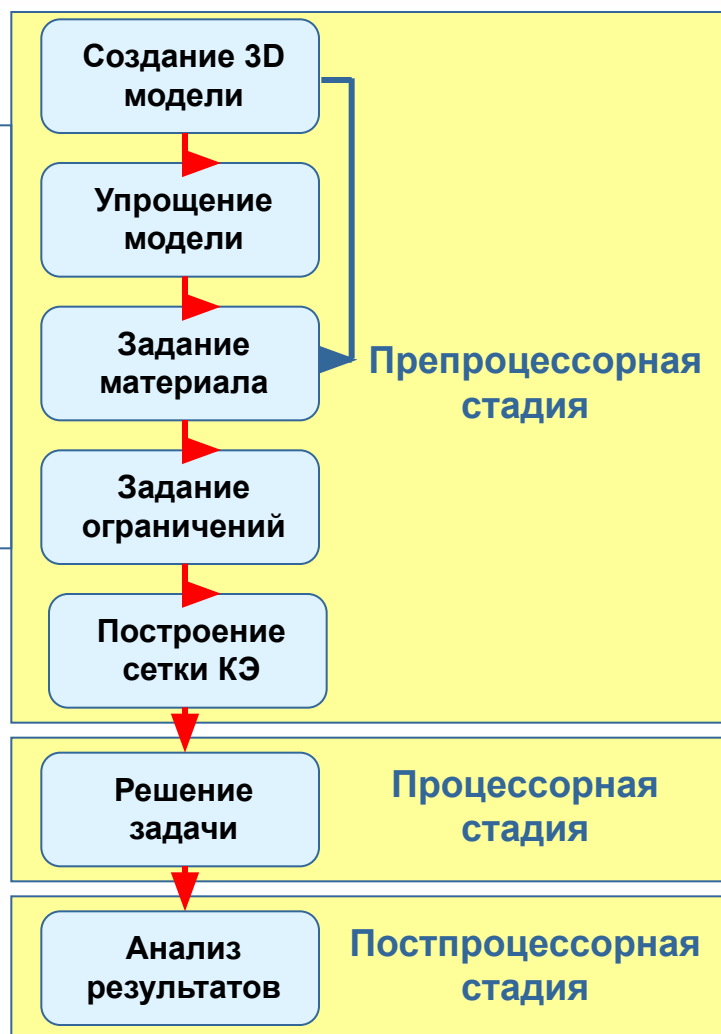 Создание 3D
модели
Упрощение
модели
Задание
материала
Препроцессорная
стадия
Задание
ограничений
Построение
сетки КЭ
Решение
задачи
Процессорная
стадия
Анализ
результатов
Постпроцессорная
стадия